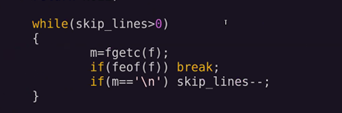 while(skip_lines>0)
{
m=fgetc(f);
if(feof(f)) break;
if(m=='\n') skip_lines--;
}